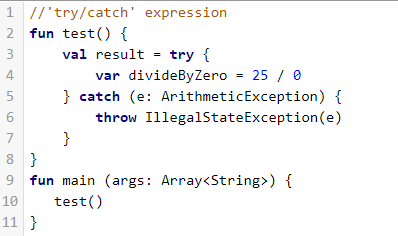 1 //'try/catch' expression
2 fun test() {
3     val result = try {
4         var divideByZero = 25 / 0
5     } catch (e: ArithmeticException) {
6         throw IllegalStateException(e)
7     }
8 }
9 fun main (args: Array<String>) {
10    test()
11 }